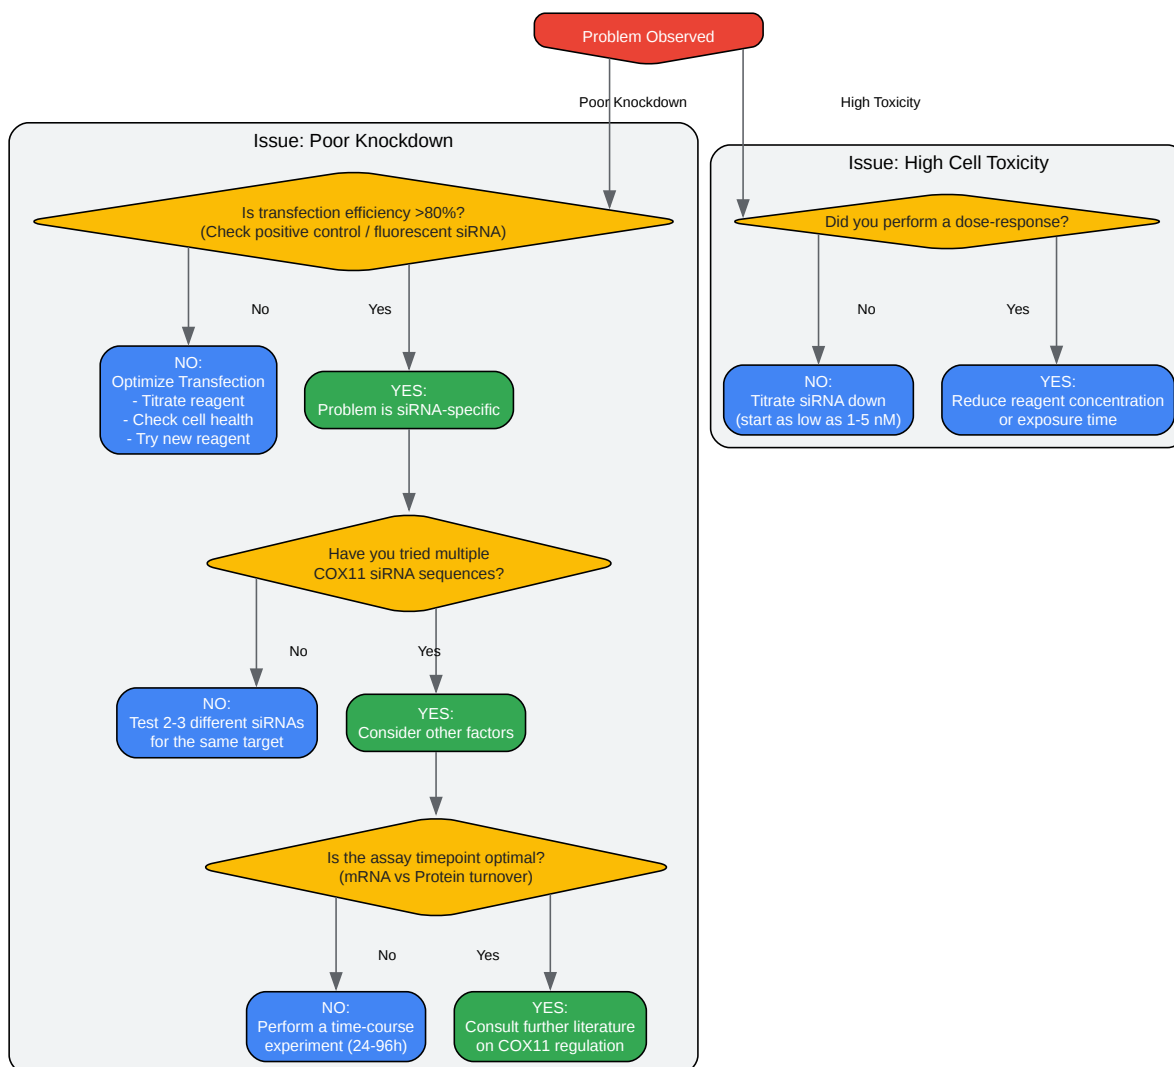 Problem Observed
Poor Knockdown
High Toxicity
Issue: Poor Knockdown
Is transfection efficiency >80%?
(Check positive control / fluorescent siRNA)
No
Yes
NO:
Optimize Transfection
- Titrate reagent
- Check cell health
- Try new reagent
YES:
Problem is siRNA-specific
Have you tried multiple
COX11 siRNA sequences?
No
Yes
NO:
Test 2-3 different siRNAs
for the same target
YES:
Consider other factors
Is the assay timepoint optimal?
(mRNA vs Protein turnover)
No
Yes
NO:
Perform a time-course
experiment (24-96h)
YES:
Consult further literature
on COX11 regulation
Issue: High Cell Toxicity
Did you perform a dose-response?
No
Yes
NO:
Titrate siRNA down
(start as low as 1-5 nM)
YES:
Reduce reagent concentration
or exposure time